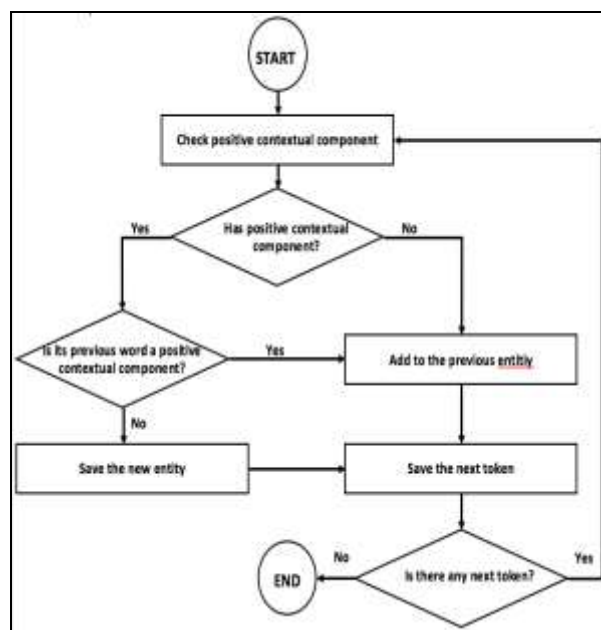 START
Check positive contextual component
Has positive contextual
component?
Yes
No
Is its previous word a positive
contextual component?
Yes
Add to the previous entitiy
No
Save the new entity
Save the next token
Is there any next token?
No
Yes
END